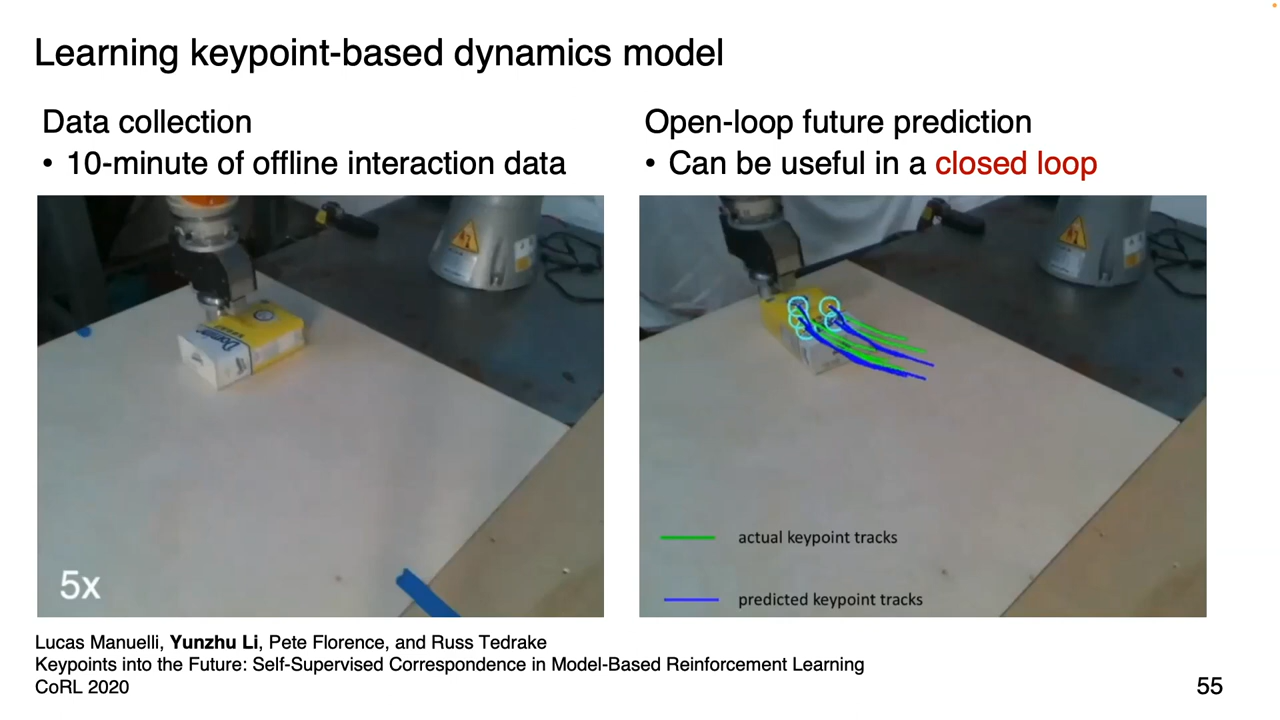 Learning keypoint-based dynamics model
Data collection
• 10-minute of offline interaction data
Open-loop future prediction
• Can be useful in a closed loop
Domino
5x
actual keypoint tracks
predicted keypoint tracks
Lucas Manuelli, Yunzhu Li, Pete Florence, and Russ Tedrake
Keypoints into the Future: Self-Supervised Correspondence in Model-Based Reinforcement Learning
CoRL 2020
55